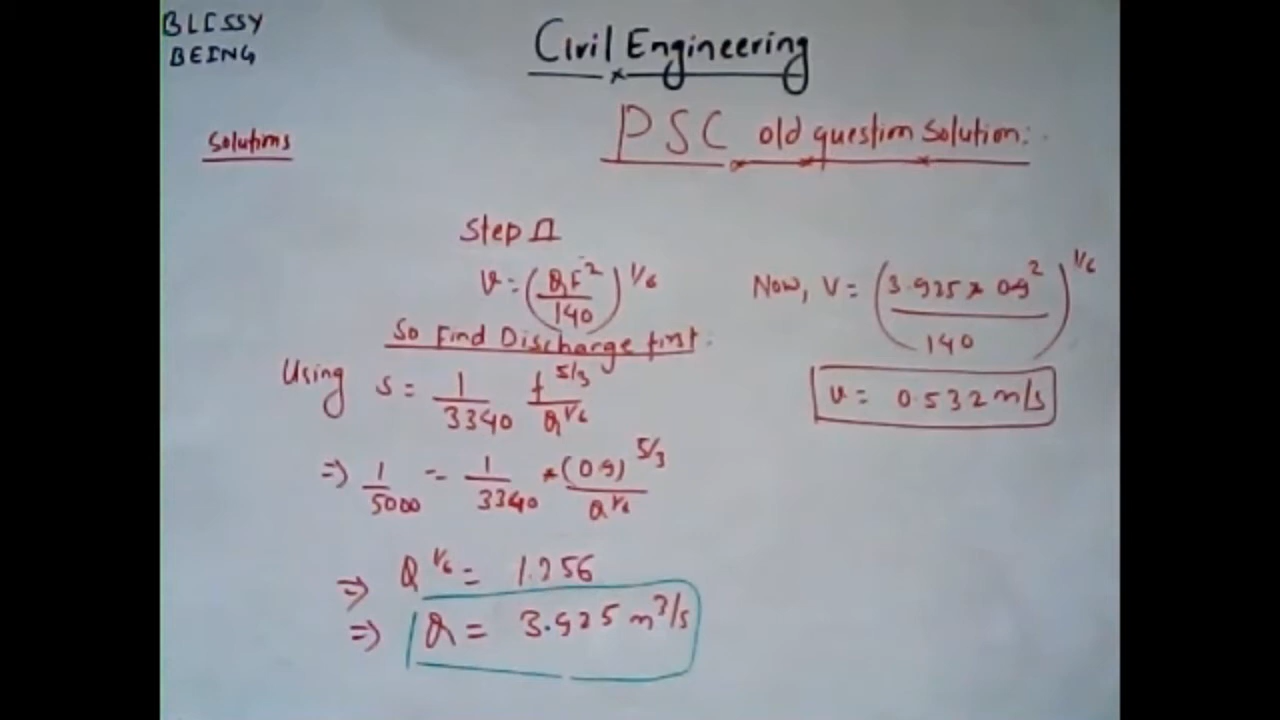 BLESSY
BEING
Civil Engineering
PSC old question solution:.
Solutions
Step II
v = (QF²/140)^1/6
So Find Discharge first:
Using S = 1/3340 f^5/3/Q^1/6
=> 1/5000 = 1/3340 * (0.9)^5/3/Q^1/6
=> Q^1/6 = 1.256
=> Q = 3.925 m³/s
Now, V = (3.925 * 0.9²/140)^1/6
v = 0.532 m/s